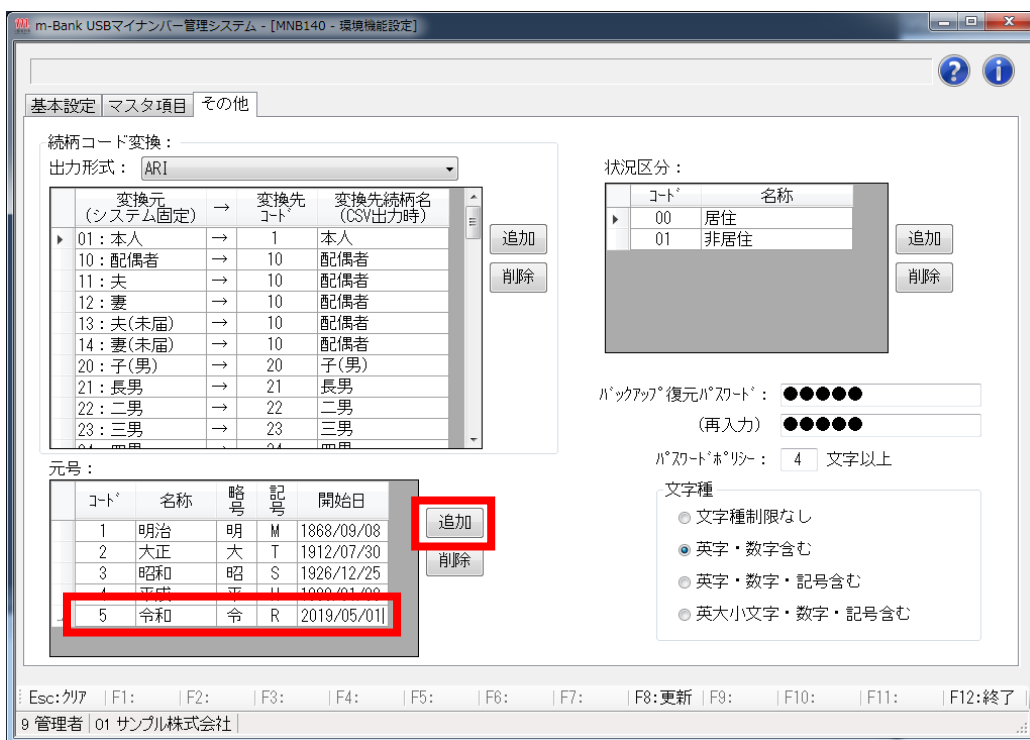 m-Bank USBマイナンバー管理システム - [MNB140 - 環境機能設定]
基本設定 マスタ項目 その他
続柄コード変換：
出力形式： ARI
変換元 (システム固定) → 変換先 ｺｰﾄﾞ 変換先続柄名 (CSV出力時)
01：本人 → 1 本人
10：配偶者 → 10 配偶者
11：夫 → 10 配偶者
12：妻 → 10 配偶者
13：夫(未届) → 10 配偶者
14：妻(未届) → 10 配偶者
20：子(男) → 20 子(男)
21：長男 → 21 長男
22：二男 → 22 二男
23：三男 → 23 三男
追加
削除
元号：
ｺｰﾄﾞ 名称 略号 記号 開始日
1 明治 明 M 1868/09/08
2 大正 大 T 1912/07/30
3 昭和 昭 S 1926/12/25
5 令和 令 R 2019/05/01
追加
削除
状況区分：
ｺｰﾄﾞ 名称
00 居住
01 非居住
追加
削除
ﾊﾞｯｸｱｯﾌﾟ復元ﾊﾟｽﾜｰﾄﾞ： ●●●●●
(再入力) ●●●●●
ﾊﾟｽﾜｰﾄﾞﾎﾟﾘｼｰ： 4 文字以上
文字種
文字種制限なし
英字・数字含む
英字・数字・記号含む
英大小文字・数字・記号含む
Esc:ｸﾘｱ F1: F2: F3: F4: F5: F6: F7: F8:更新 F9: F10: F11: F12:終了
9 管理者 01 サンプル株式会社